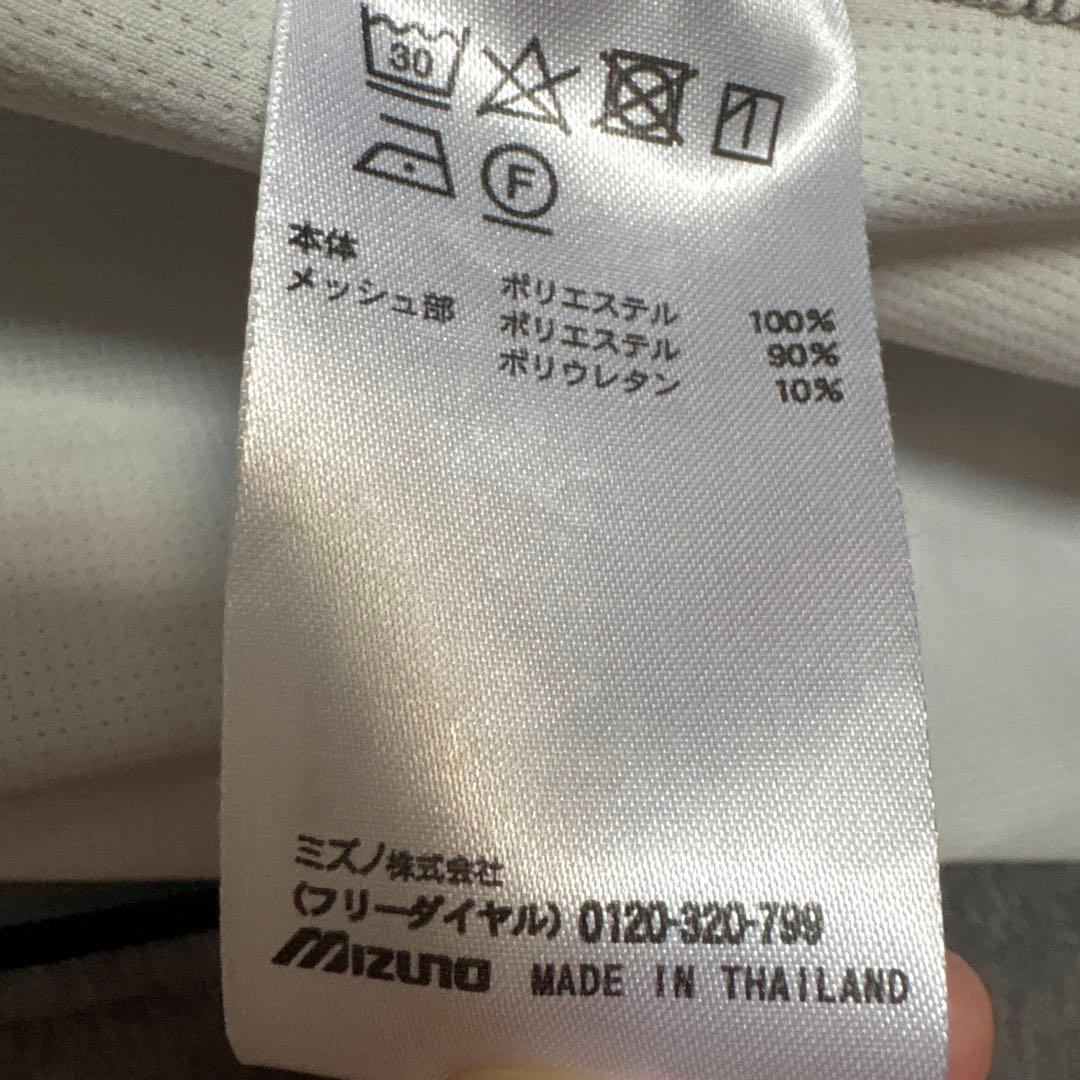 30
F
本体 ポリエステル 100%
メッシュ部 ポリエステル 90%
ポリウレタン 10%
ミズノ株式会社
(フリーダイヤル) 0120-320-799
MIZUNO MADE IN THAILAND